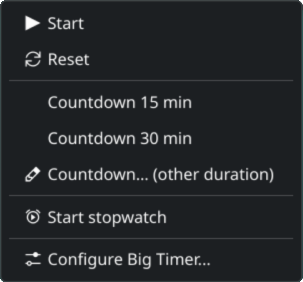 Start
Reset
Countdown 15 min
Countdown 30 min
Countdown... (other duration)
Start stopwatch
Configure Big Timer...